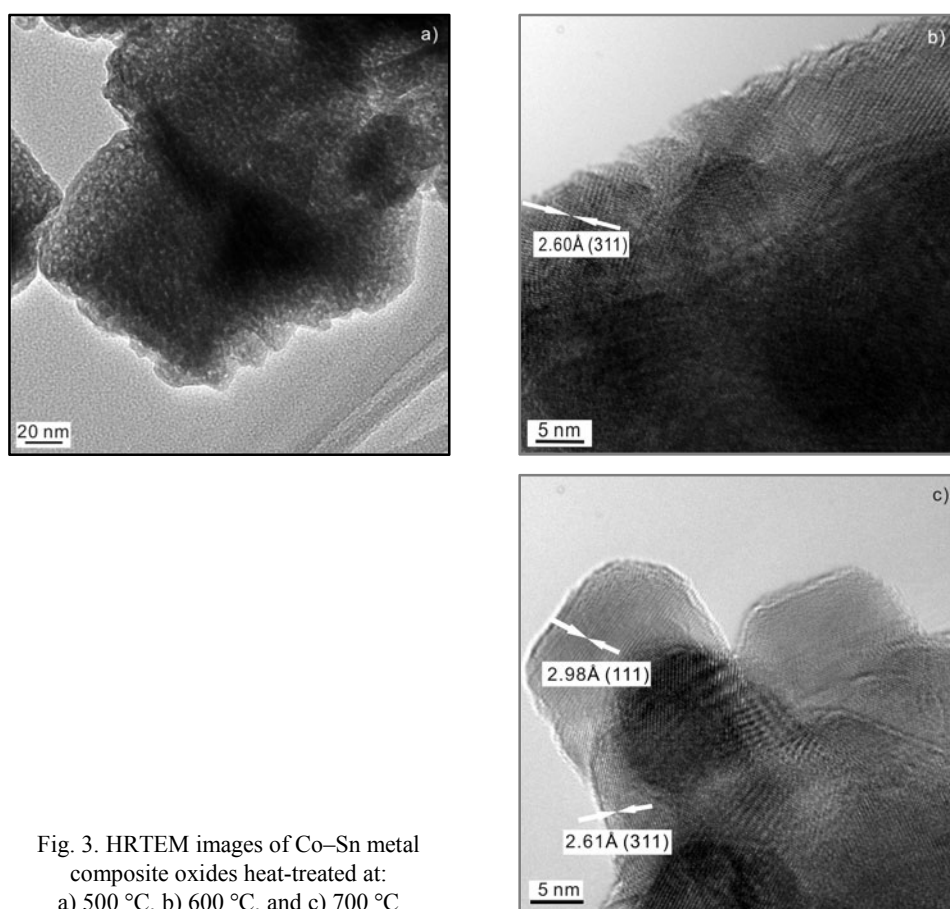 a)
20 nm
b)
2.60Å (311)
5 nm
c)
2.98Å (111)
2.61Å (311)
5 nm
Fig. 3. HRTEM images of Co–Sn metal
composite oxides heat-treated at:
a) 500 °C, b) 600 °C, and c) 700 °C